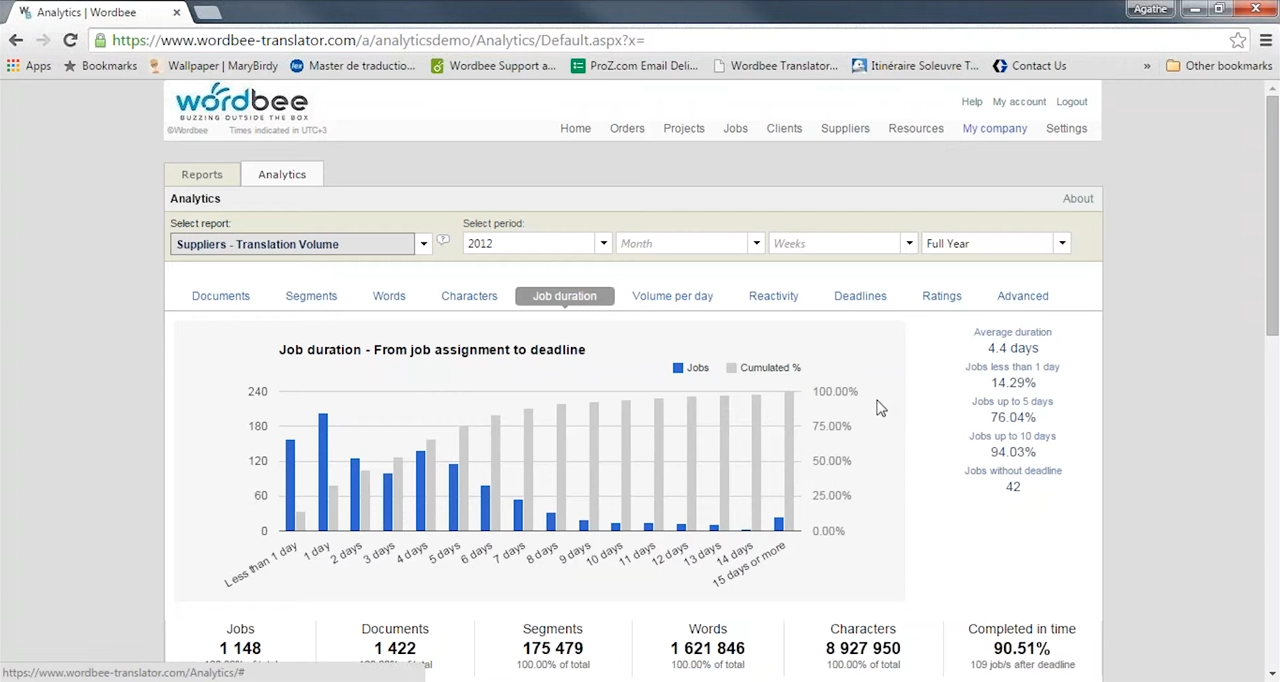 Analytics | Wordbee
Agathe
https://www.wordbee-translator.com/a/analyticsdemo/Analytics/Default.aspx?x=
Apps Bookmarks Wallpaper | MaryBirdy Master de traductio... Wordbee Support a... ProZ.com Email Deli... Wordbee Translator... Itinéraire Soleuvre T... Contact Us » Other bookmarks
wordbee
BUZZING OUTSIDE THE BOX
©Wordbee Times indicated in UTC+3
Help My account Logout
Home Orders Projects Jobs Clients Suppliers Resources My company Settings
Reports Analytics
Analytics About
Select report: Select period:
Suppliers - Translation Volume 2012 Month Weeks Full Year
Documents Segments Words Characters Job duration Volume per day Reactivity Deadlines Ratings Advanced
Job duration - From job assignment to deadline
Jobs Cumulated %
240 100.00%
180 75.00%
120 50.00%
60 25.00%
0 0.00%
Less than 1 day 1 day 2 days 3 days 4 days 5 days 6 days 7 days 8 days 9 days 10 days 11 days 12 days 13 days 14 days 15 days or more
Average duration
4.4 days
Jobs less than 1 day
14.29%
Jobs up to 5 days
76.04%
Jobs up to 10 days
94.03%
Jobs without deadline
42
Jobs Documents Segments Words Characters Completed in time
1 148 1 422 175 479 1 621 846 8 927 950 90.51%
100.00% of total 100.00% of total 100.00% of total 109 job/s after deadline
https://www.wordbee-translator.com/Analytics/#